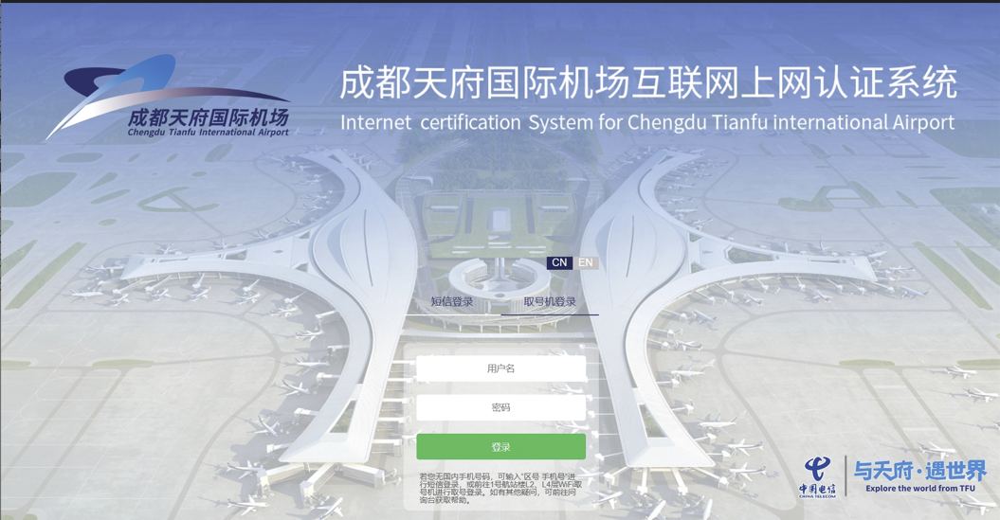 成都天府国际机场互联网上网认证系统
Internet certification System for Chengdu Tianfu international Airport
成都天府国际机场
Chengdu Tianfu International Airport
CN EN
短信登录 取号机登录
用户名
密码
登录
若您无国内手机号码，可输入"区号 手机号"进
行短信登录，或前往1号航站楼L2、L4层WiFi取
号机进行取号登录。如有其他疑问，可前往问
询台获取帮助。
中国电信
CHINA TELECOM
与天府·遇世界
Explore the world from TFU